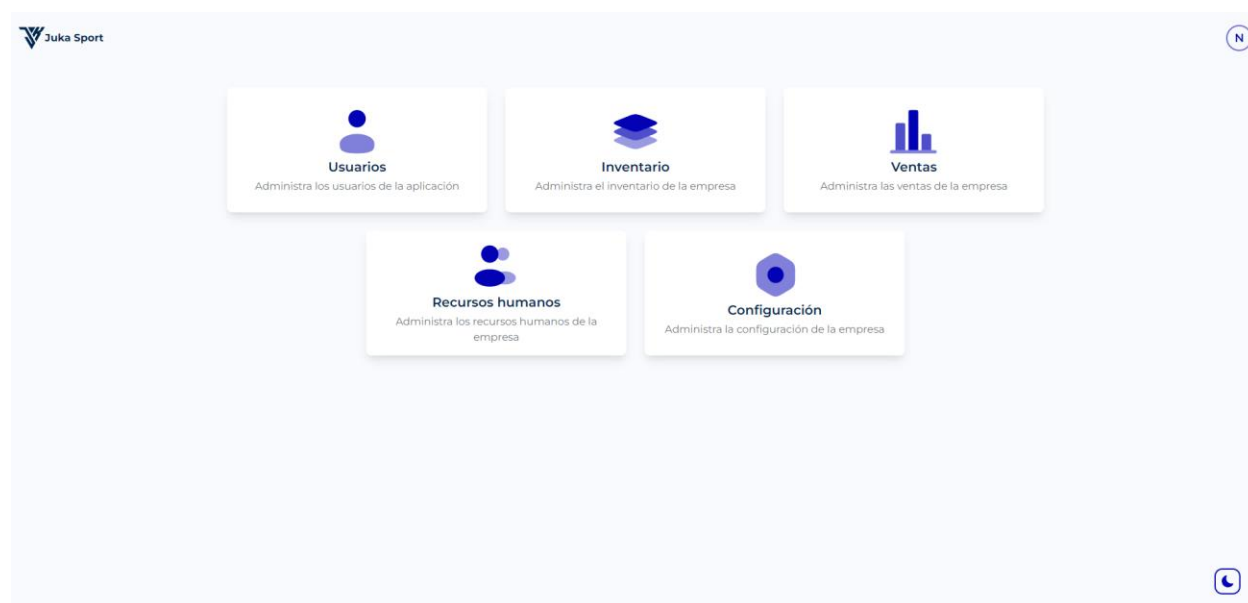 Juka Sport
N
Usuarios
Administra los usuarios de la aplicación
Inventario
Administra el inventario de la empresa
Ventas
Administra las ventas de la empresa
Recursos humanos
Administra los recursos humanos de la
empresa
Configuración
Administra la configuración de la empresa